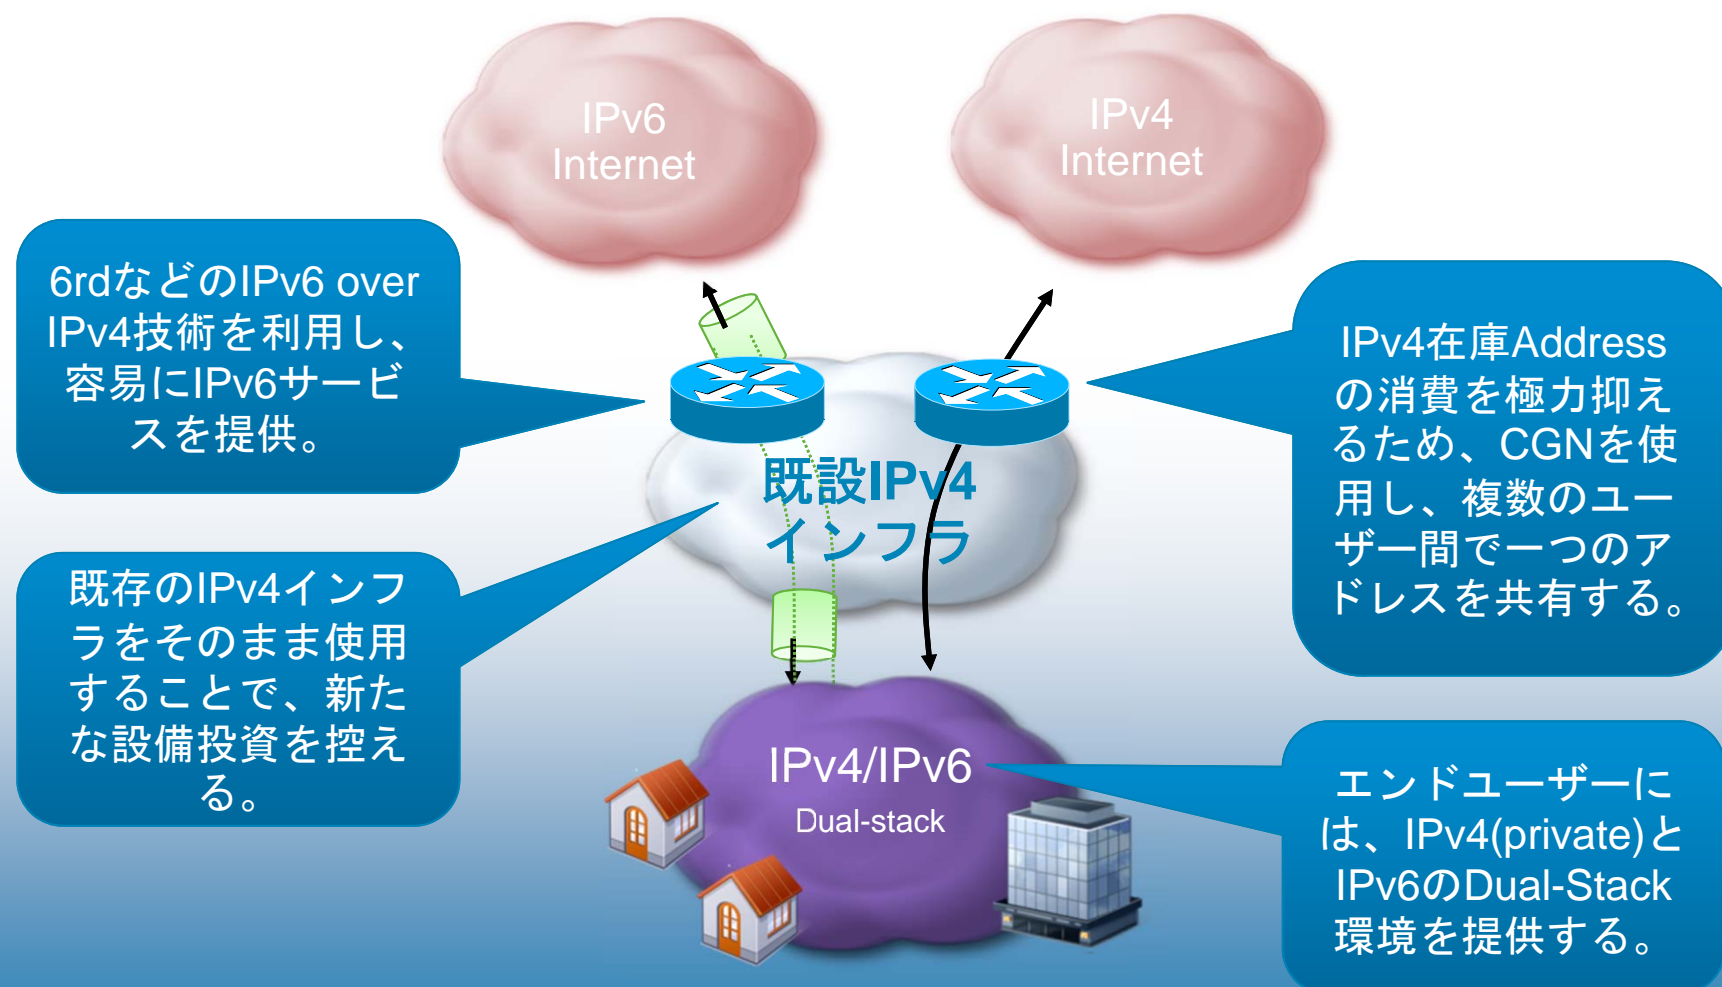 IPv6
Internet
IPv4
Internet
6rdなどのIPv6 over
IPv4技術を利用し、
容易にIPv6サービ
スを提供。
IPv4在庫Address
の消費を極力抑え
るため、CGNを使
用し、複数のユー
ザー間で一つのア
ドレスを共有する。
既設IPv4
インフラ
既存のIPv4インフ
ラをそのまま使用
することで、新た
な設備投資を控え
る。
IPv4/IPv6
Dual-stack
エンドユーザーに
は、IPv4(private)と
IPv6のDual-Stack
環境を提供する。